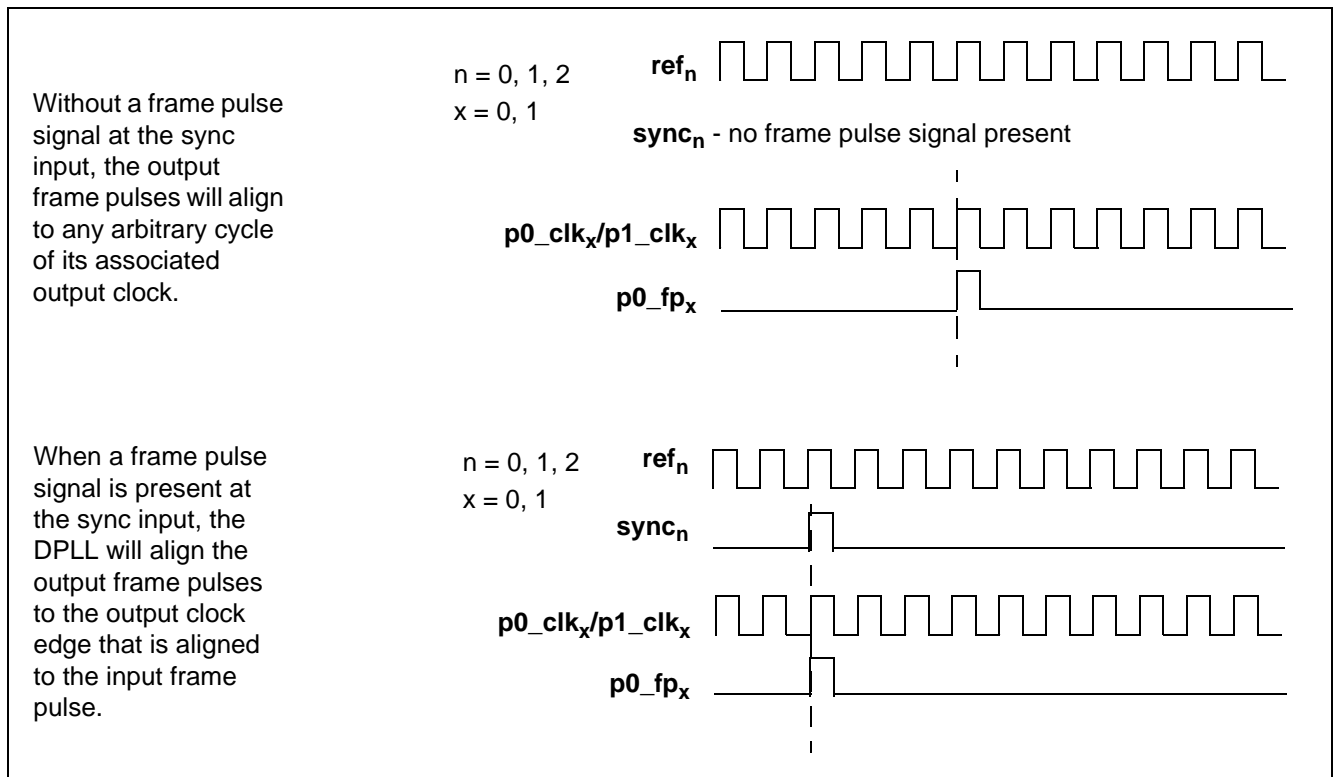 Without a frame pulse
signal at the sync
input, the output
frame pulses will align
to any arbitrary cycle
of its associated
output clock.
n = 0, 1, 2
x = 0, 1
refn
syncn - no frame pulse signal present
p0_clkx/p1_clkx
p0_fpx
When a frame pulse
signal is present at
the sync input, the
DPLL will align the
output frame pulses
to the output clock
edge that is aligned
to the input frame
pulse.
n = 0, 1, 2
x = 0, 1
refn
syncn
p0_clkx/p1_clkx
p0_fpx